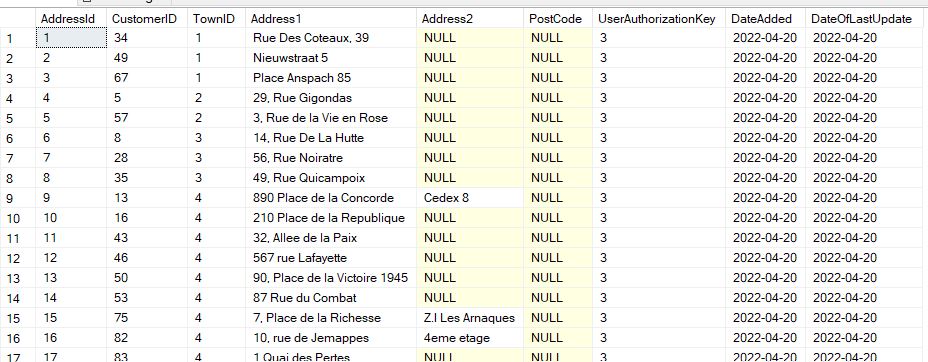 AddressId CustomerID TownID Address1 Address2 PostCode UserAuthorizationKey DateAdded DateOfLastUpdate
1 1 34 1 Rue Des Coteaux, 39 NULL NULL 3 2022-04-20 2022-04-20
2 2 49 1 Nieuwstraat 5 NULL NULL 3 2022-04-20 2022-04-20
3 3 67 1 Place Anspach 85 NULL NULL 3 2022-04-20 2022-04-20
4 4 5 2 29, Rue Gigondas NULL NULL 3 2022-04-20 2022-04-20
5 5 57 2 3, Rue de la Vie en Rose NULL NULL 3 2022-04-20 2022-04-20
6 6 8 3 14, Rue De La Hutte NULL NULL 3 2022-04-20 2022-04-20
7 7 28 3 56, Rue Noiratre NULL NULL 3 2022-04-20 2022-04-20
8 8 35 3 49, Rue Quicampoix NULL NULL 3 2022-04-20 2022-04-20
9 9 13 4 890 Place de la Concorde Cedex 8 NULL 3 2022-04-20 2022-04-20
10 10 16 4 210 Place de la Republique NULL NULL 3 2022-04-20 2022-04-20
11 11 43 4 32, Allee de la Paix NULL NULL 3 2022-04-20 2022-04-20
12 12 46 4 567 rue Lafayette NULL NULL 3 2022-04-20 2022-04-20
13 13 50 4 90, Place de la Victoire 1945 NULL NULL 3 2022-04-20 2022-04-20
14 14 53 4 87 Rue du Combat NULL NULL 3 2022-04-20 2022-04-20
15 15 75 4 7, Place de la Richesse Z.I Les Arnaques NULL 3 2022-04-20 2022-04-20
16 16 82 4 10, rue de Jemappes 4eme etage NULL 3 2022-04-20 2022-04-20
17 17 83 4 1 Quai des Pertes NULL NULL 3 2022-04-20 2022-04-20